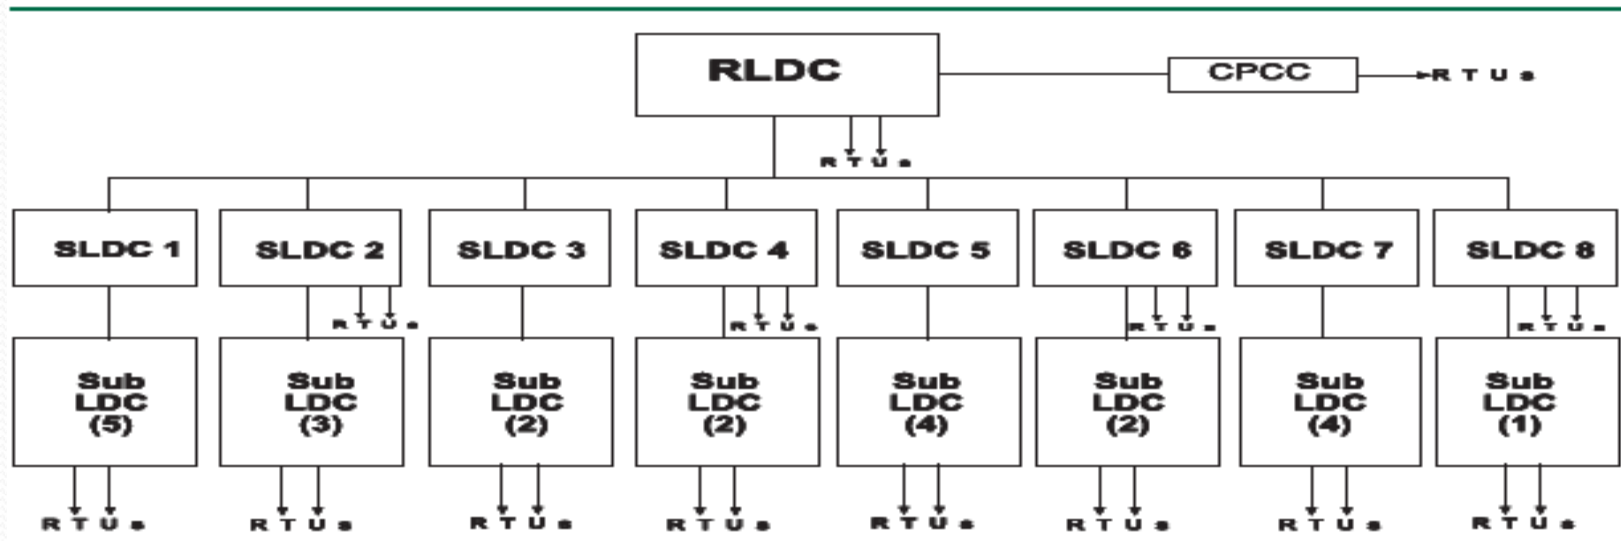 RLDC
CPCC
RTUs
RTUs
SLDC 1
SLDC 2
SLDC 3
SLDC 4
SLDC 5
SLDC 6
SLDC 7
SLDC 8
RTUs
RTUs
RTUs
RTUs
Sub
LDC
(5)
Sub
LDC
(3)
Sub
LDC
(2)
Sub
LDC
(2)
Sub
LDC
(4)
Sub
LDC
(2)
Sub
LDC
(4)
Sub
LDC
(1)
RTUs
RTUs
RTUs
RTUs
RTUs
RTUs
RTUs
RTUs